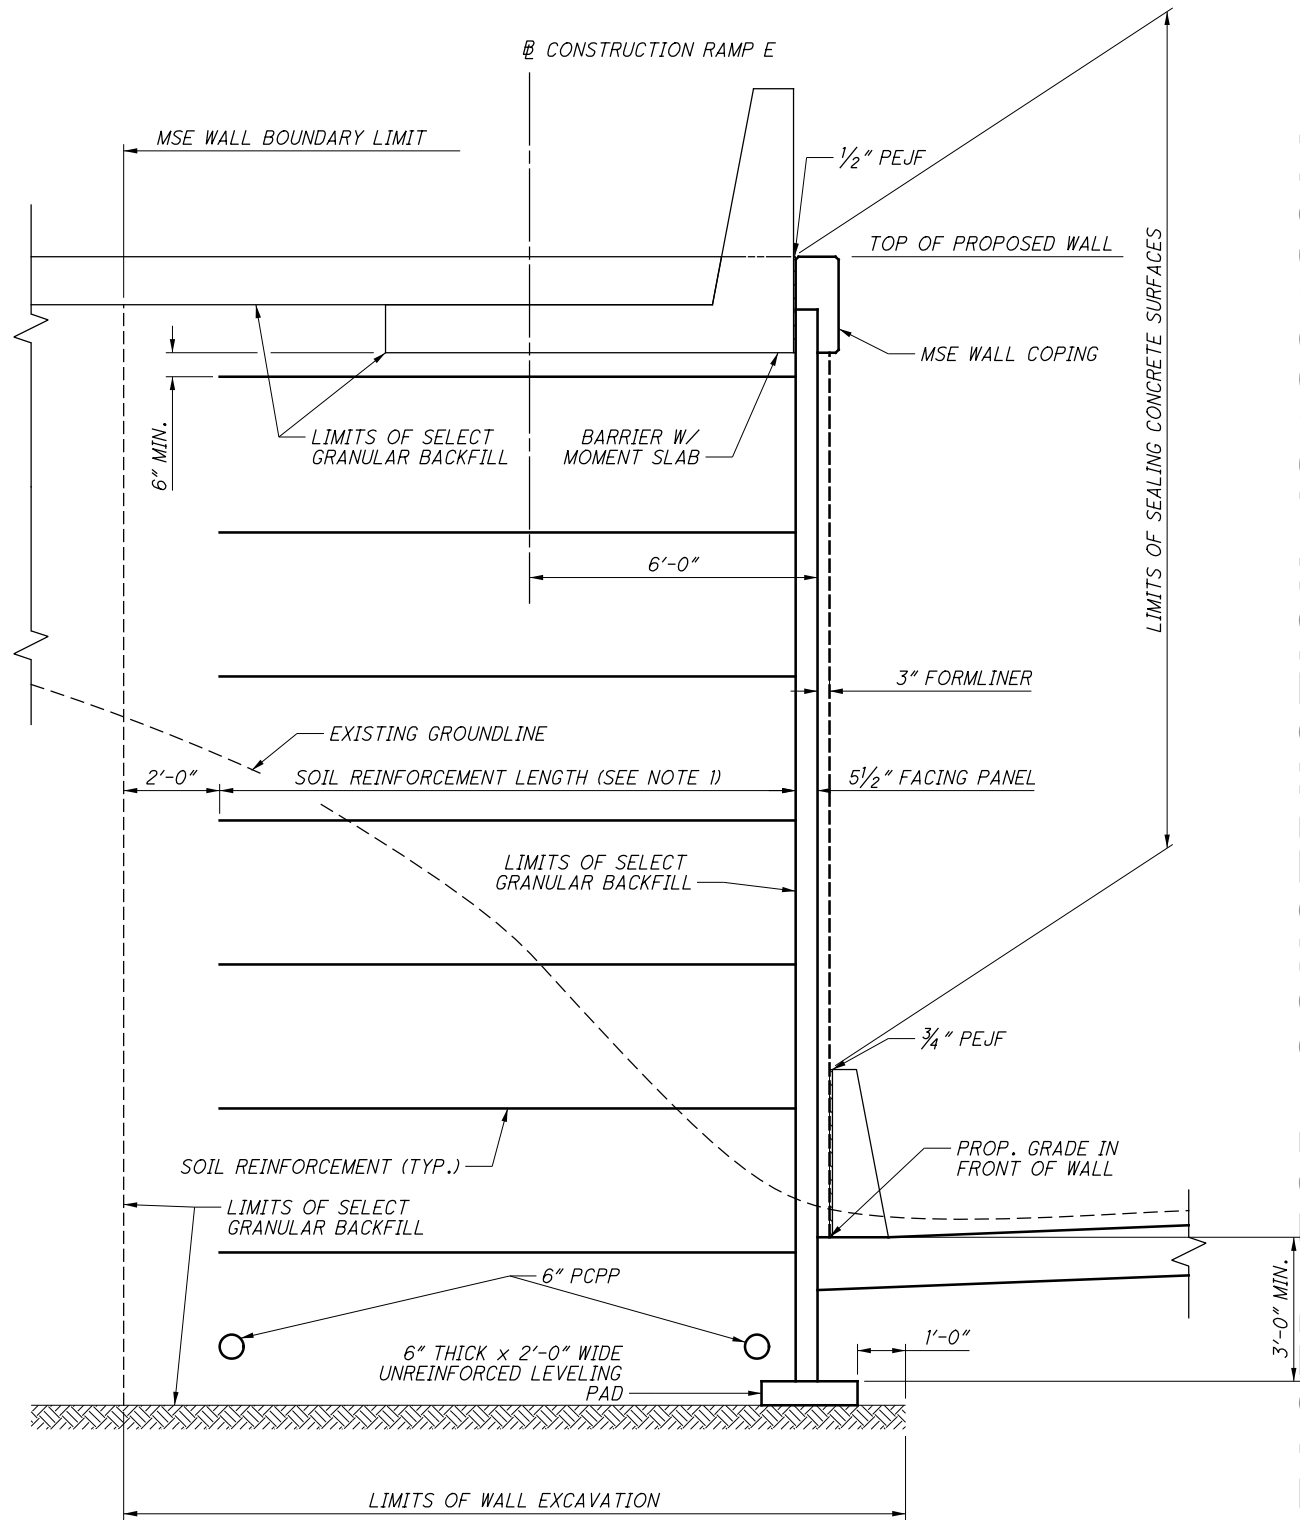 ℄ CONSTRUCTION RAMP E
MSE WALL BOUNDARY LIMIT
1/2" PEJF
TOP OF PROPOSED WALL
LIMITS OF SEALING CONCRETE SURFACES
MSE WALL COPING
6" MIN.
LIMITS OF SELECT
GRANULAR BACKFILL
BARRIER W/
MOMENT SLAB
6'-0"
3" FORMLINER
EXISTING GROUNDLINE
2'-0"
SOIL REINFORCEMENT LENGTH (SEE NOTE 1)
5 1/2" FACING PANEL
LIMITS OF SELECT
GRANULAR BACKFILL
3/4" PEJF
PROP. GRADE IN
FRONT OF WALL
SOIL REINFORCEMENT (TYP.)
LIMITS OF SELECT
GRANULAR BACKFILL
6" PCPP
6" THICK x 2'-0" WIDE
UNREINFORCED LEVELING
PAD
1'-0"
3'-0" MIN.
LIMITS OF WALL EXCAVATION